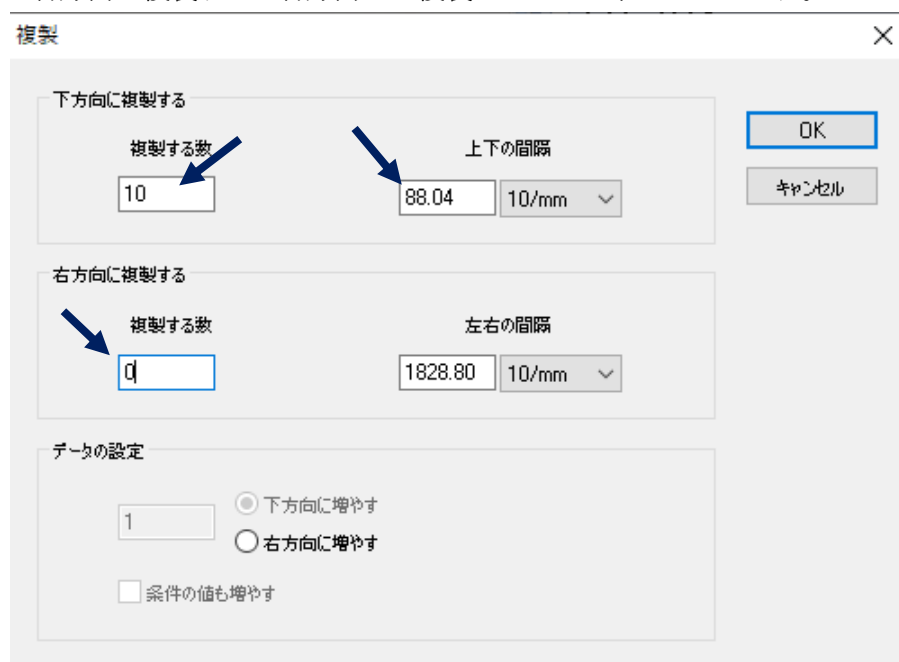 複製
下方向に複製する
複製する数 上下の間隔
10 88.04 10/mm
OK
キャンセル
右方向に複製する
複製する数 左右の間隔
0 1828.80 10/mm
データの設定
1 下方向に増やす
右方向に増やす
条件の値も増やす